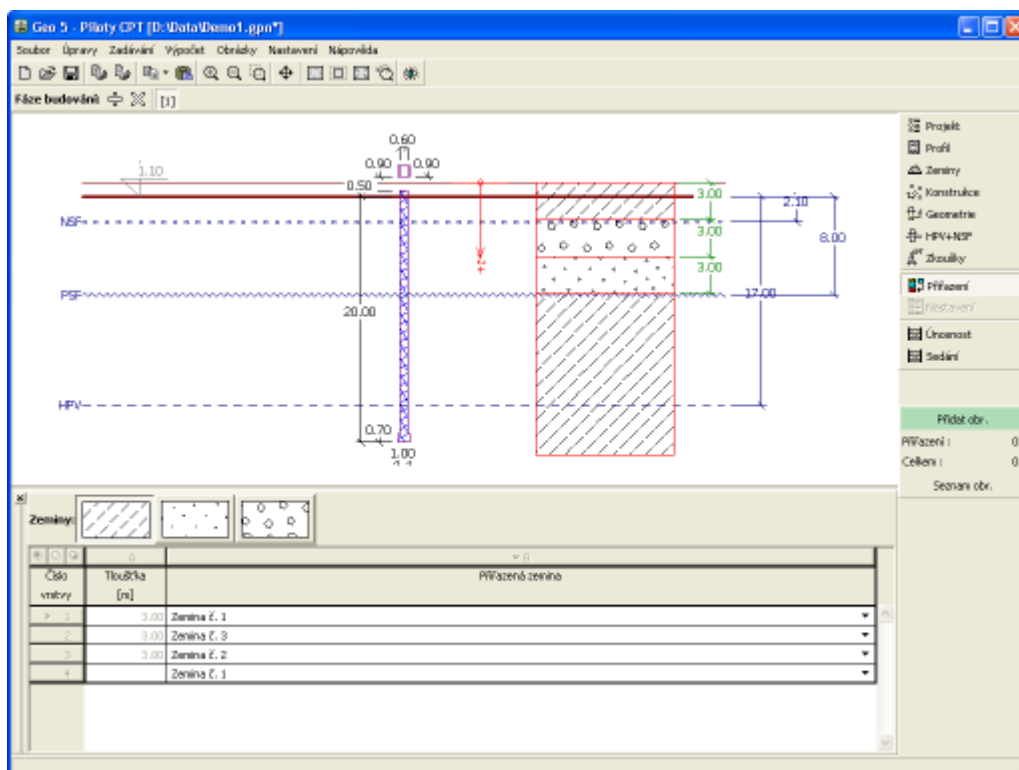 Geo 5 - Piloty CPT [D:\Data\Demo1.gpn*]
Soubor Úpravy Zadávání Výpočet Obrázky Nastavení Nápověda
Fáze budování: [1]
0.60
0.90 0.90
1.10
0.50
3.00
2.10
NSF
3.00
8.00
+z
3.00
PSF
17.00
20.00
HPV
0.70
1.00
Projekt
Profil
Zeminy
Konstrukce
Geometrie
HPV+NSF
Zkoušky
Přiřazení
Nastavení
Únosnost
Sedání
Přidat obr.
Přiřazení : 0
Celkem : 0
Seznam obr.
Zeminy:
A B
Číslo vrstvy
Tloušťka [m]
Přiřazená zemina
> 1 3.00 Zemina č. 1
2 3.00 Zemina č. 3
3 3.00 Zemina č. 2
4 Zemina č. 1